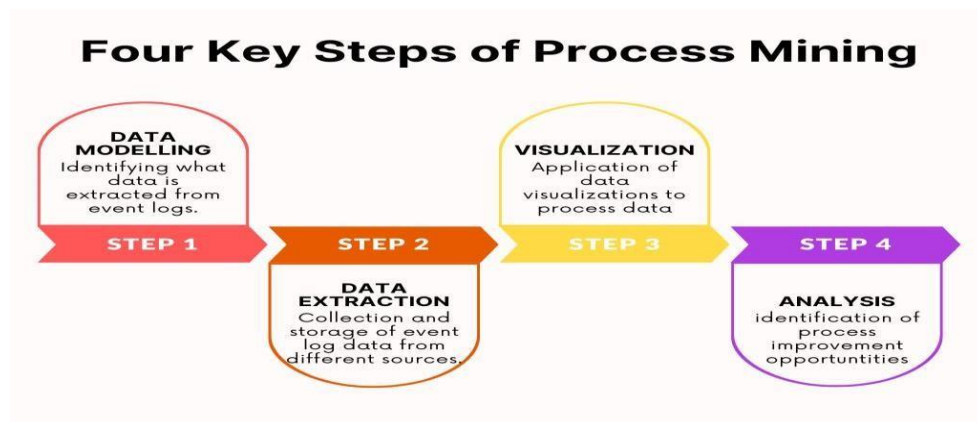 Four Key Steps of Process Mining
DATA
MODELLING
Identifying what
data is
extracted from
event logs.
STEP 1
STEP 2
DATA
EXTRACTION
Collection and
storage of event
log data from
different sources.
VISUALIZATION
Application of
data
visualizations to
process data
STEP 3
STEP 4
ANALYSIS
identification of
process
improvement
opportuntities